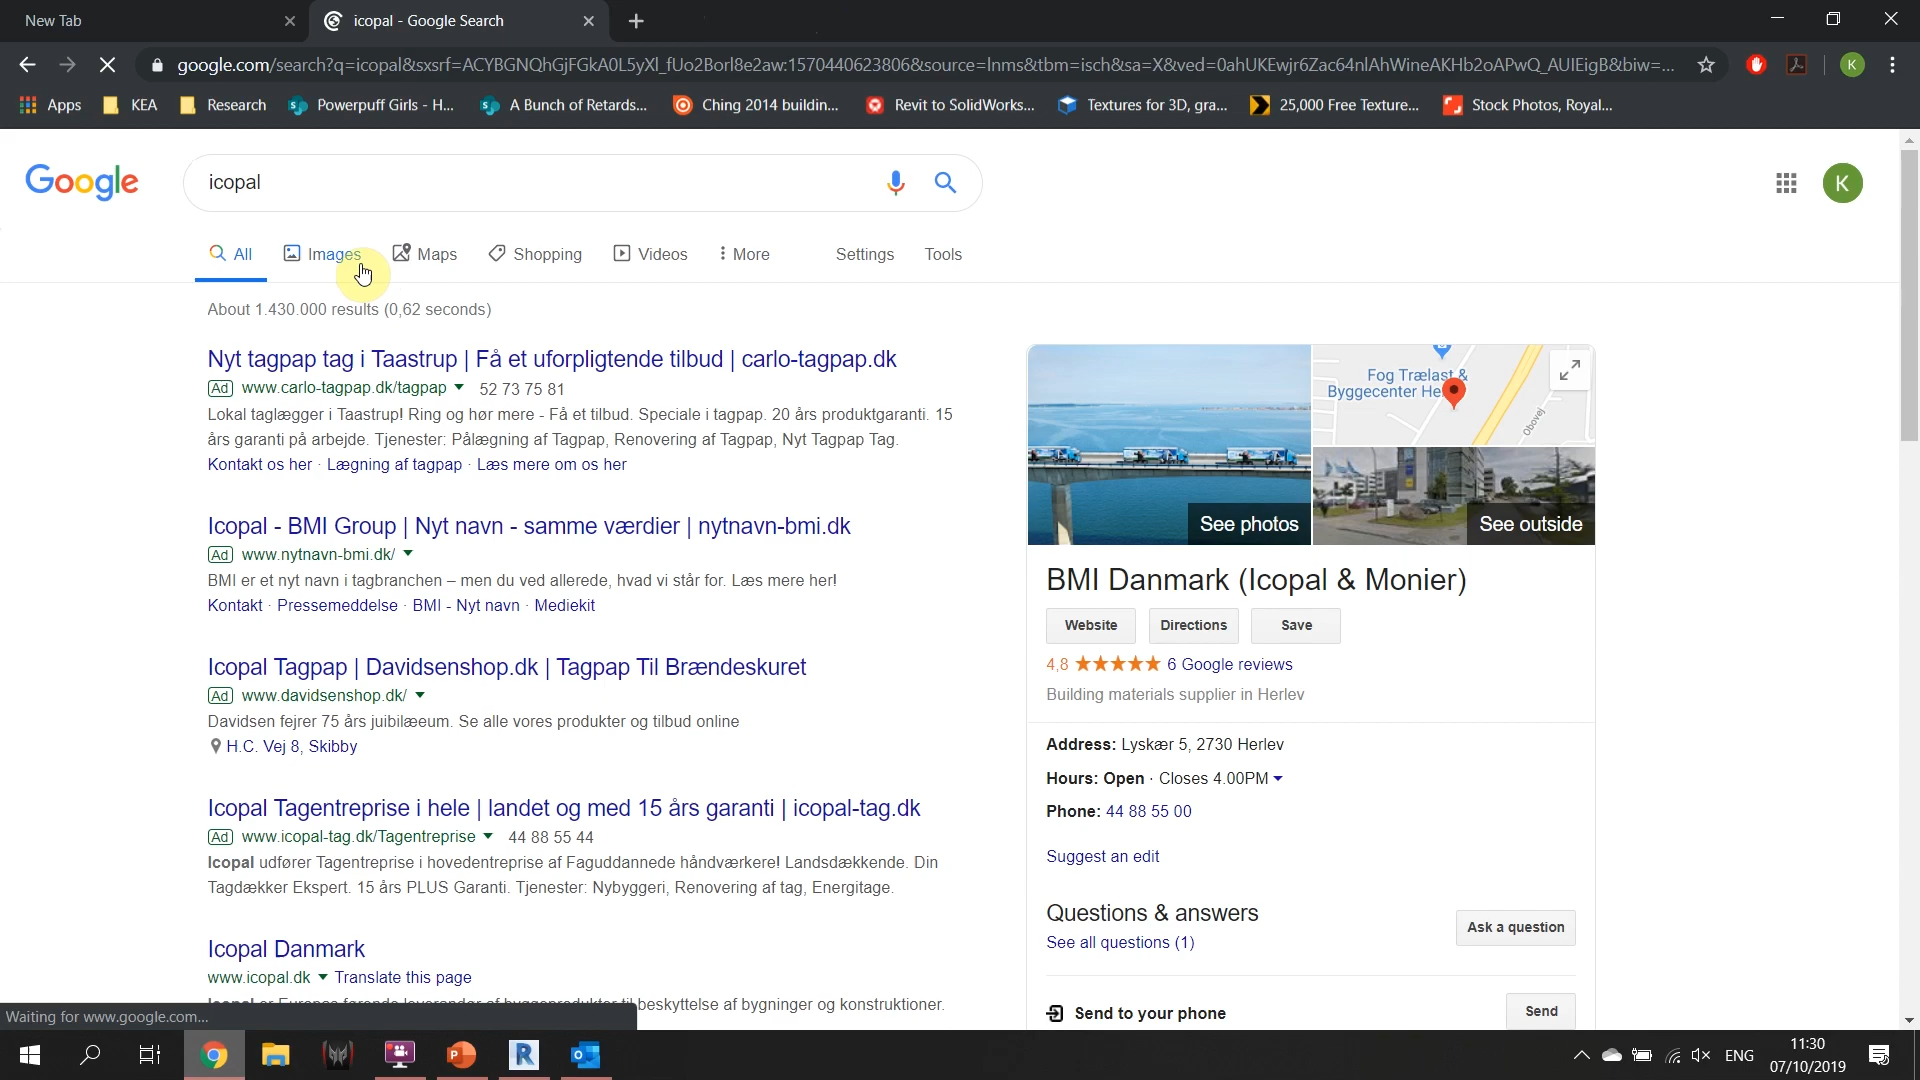 New Tab
icopal - Google Search
google.com/search?q=icopal&sxsrf=ACYBGNQhGjFGkA0L5yXl_fUo2Borl8e2aw:1570440623806&source=lnms&tbm=isch&sa=X&ved=0ahUKEwjr6Zac64nlAhWineAKHb2oAPwQ_AUIEigB&biw=...
K
Apps KEA Research Powerpuff Girls - H... A Bunch of Retards... Ching 2014 buildin... Revit to SolidWorks... Textures for 3D, gra... 25,000 Free Texture... Stock Photos, Royal...
Google
icopal
K
All Images Maps Shopping Videos More Settings Tools
About 1.430.000 results (0,62 seconds)
Nyt tagpap tag i Taastrup | Få et uforpligtende tilbud | carlo-tagpap.dk
Ad www.carlo-tagpap.dk/tagpap 52 73 75 81
Lokal taglægger i Taastrup! Ring og hør mere - Få et tilbud. Speciale i tagpap. 20 års produktgaranti. 15
års garanti på arbejde. Tjenester: Pålægning af Tagpap, Renovering af Tagpap, Nyt Tagpap Tag.
Kontakt os her · Lægning af tagpap · Læs mere om os her
Icopal - BMI Group | Nyt navn - samme værdier | nytnavn-bmi.dk
Ad www.nytnavn-bmi.dk/
BMI er et nyt navn i tagbranchen – men du ved allerede, hvad vi står for. Læs mere her!
Kontakt · Pressemeddelse · BMI - Nyt navn · Mediekit
Icopal Tagpap | Davidsenshop.dk | Tagpap Til Brændeskuret
Ad www.davidsenshop.dk/
Davidsen fejrer 75 års juibilæeum. Se alle vores produkter og tilbud online
H.C. Vej 8, Skibby
Icopal Tagentreprise i hele | landet og med 15 års garanti | icopal-tag.dk
Ad www.icopal-tag.dk/Tagentreprise 44 88 55 44
Icopal udfører Tagentreprise i hovedentreprise af Faguddannede håndværkere! Landsdækkende. Din
Tagdækker Ekspert. 15 års PLUS Garanti. Tjenester: Nybyggeri, Renovering af tag, Energitage.
Icopal Danmark
www.icopal.dk Translate this page
beskyttelse af bygninger og konstruktioner.
Fog Trælast &
Byggecenter He
Obovej
See photos
See outside
BMI Danmark (Icopal & Monier)
Website Directions Save
4,8 6 Google reviews
Building materials supplier in Herlev
Address: Lyskær 5, 2730 Herlev
Hours: Open · Closes 4.00PM
Phone: 44 88 55 00
Suggest an edit
Questions & answers
See all questions (1)
Ask a question
Send to your phone
Send
Waiting for www.google.com...
ENG
11:30
07/10/2019